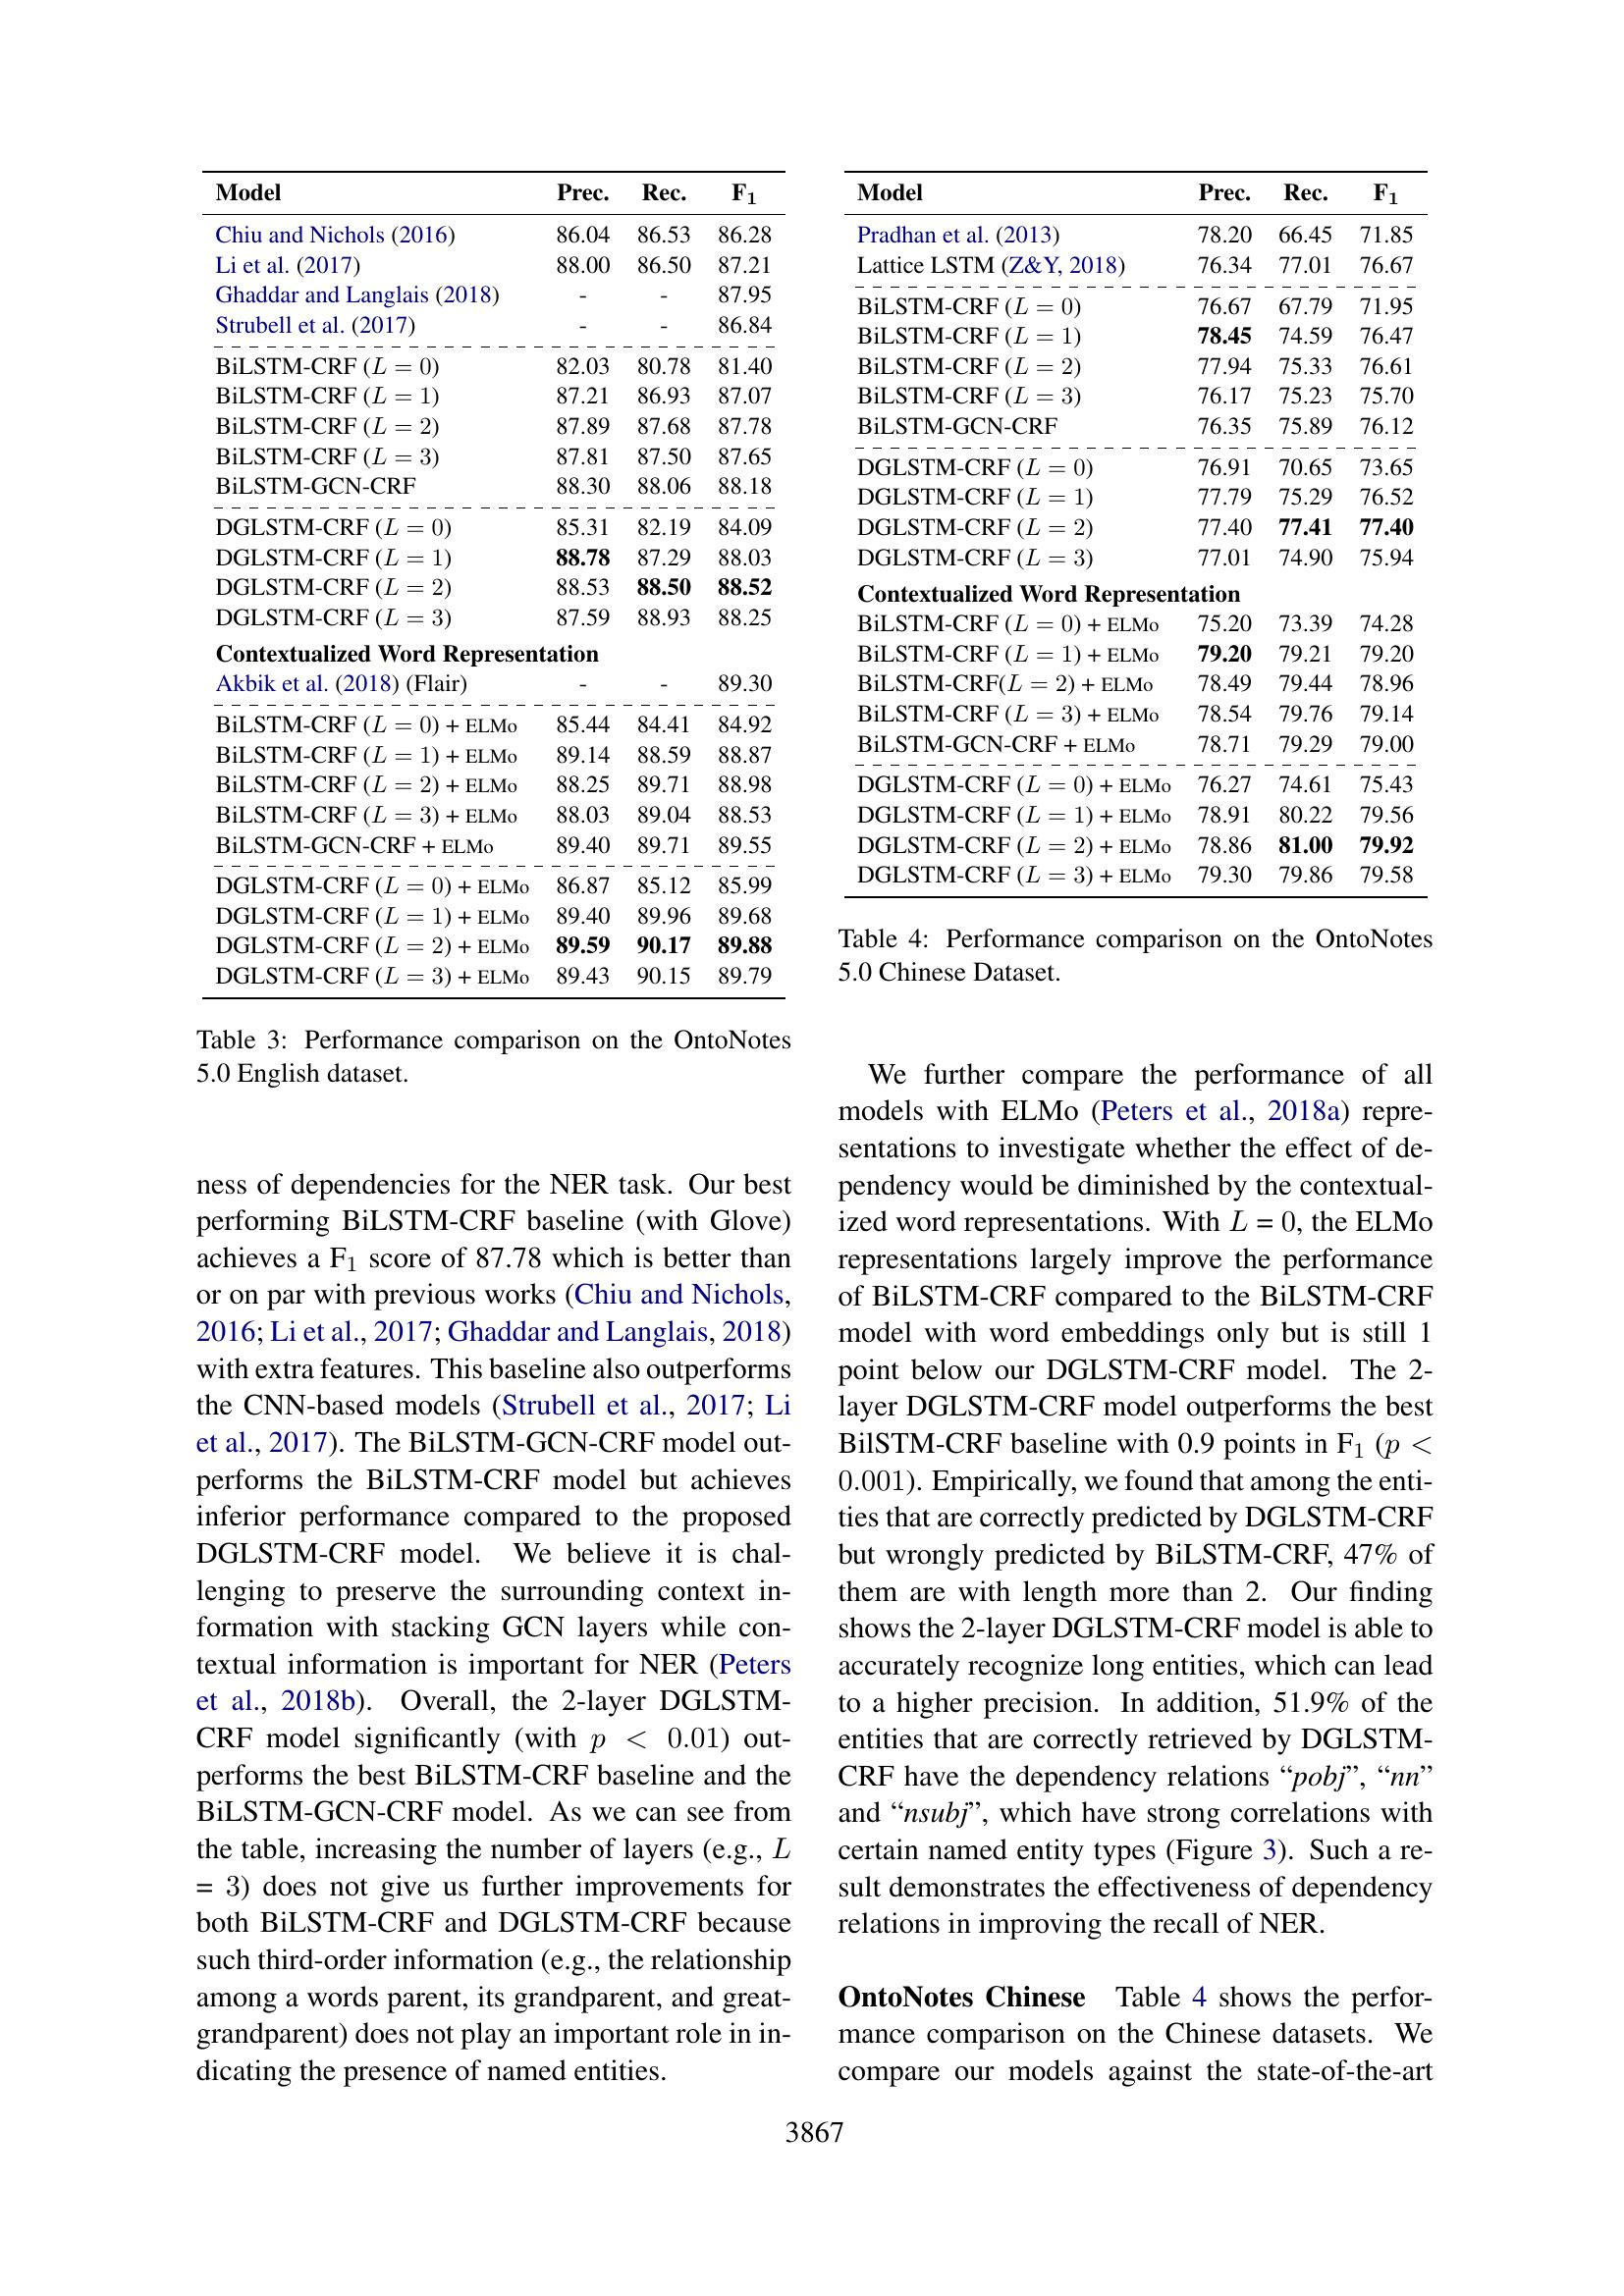 Model Prec. Rec. F1
Chiu and Nichols (2016) 86.04 86.53 86.28
Li et al. (2017) 88.00 86.50 87.21
Ghaddar and Langlais (2018) - - 87.95
Strubell et al. (2017) - - 86.84
BiLSTM-CRF (L = 0) 82.03 80.78 81.40
BiLSTM-CRF (L = 1) 87.21 86.93 87.07
BiLSTM-CRF (L = 2) 87.89 87.68 87.78
BiLSTM-CRF (L = 3) 87.81 87.50 87.65
BiLSTM-GCN-CRF 88.30 88.06 88.18
DGLSTM-CRF (L = 0) 85.31 82.19 84.09
DGLSTM-CRF (L = 1) 88.78 87.29 88.03
DGLSTM-CRF (L = 2) 88.53 88.50 88.52
DGLSTM-CRF (L = 3) 87.59 88.93 88.25
Contextualized Word Representation
Akbik et al. (2018) (Flair) - - 89.30
BiLSTM-CRF (L = 0) + ELMo 85.44 84.41 84.92
BiLSTM-CRF (L = 1) + ELMo 89.14 88.59 88.87
BiLSTM-CRF (L = 2) + ELMo 88.25 89.71 88.98
BiLSTM-CRF (L = 3) + ELMo 88.03 89.04 88.53
BiLSTM-GCN-CRF + ELMo 89.40 89.71 89.55
DGLSTM-CRF (L = 0) + ELMo 86.87 85.12 85.99
DGLSTM-CRF (L = 1) + ELMo 89.40 89.96 89.68
DGLSTM-CRF (L = 2) + ELMo 89.59 90.17 89.88
DGLSTM-CRF (L = 3) + ELMo 89.43 90.15 89.79
Table 3: Performance comparison on the OntoNotes
5.0 English dataset.
ness of dependencies for the NER task. Our best
performing BiLSTM-CRF baseline (with Glove)
achieves a F1 score of 87.78 which is better than
or on par with previous works (Chiu and Nichols,
2016; Li et al., 2017; Ghaddar and Langlais, 2018)
with extra features. This baseline also outperforms
the CNN-based models (Strubell et al., 2017; Li
et al., 2017). The BiLSTM-GCN-CRF model out-
performs the BiLSTM-CRF model but achieves
inferior performance compared to the proposed
DGLSTM-CRF model. We believe it is chal-
lenging to preserve the surrounding context in-
formation with stacking GCN layers while con-
textual information is important for NER (Peters
et al., 2018b). Overall, the 2-layer DGLSTM-
CRF model significantly (with p < 0.01) out-
performs the best BiLSTM-CRF baseline and the
BiLSTM-GCN-CRF model. As we can see from
the table, increasing the number of layers (e.g., L
= 3) does not give us further improvements for
both BiLSTM-CRF and DGLSTM-CRF because
such third-order information (e.g., the relationship
among a words parent, its grandparent, and great-
grandparent) does not play an important role in in-
dicating the presence of named entities.
Model Prec. Rec. F1
Pradhan et al. (2013) 78.20 66.45 71.85
Lattice LSTM (Z&Y, 2018) 76.34 77.01 76.67
BiLSTM-CRF (L = 0) 76.67 67.79 71.95
BiLSTM-CRF (L = 1) 78.45 74.59 76.47
BiLSTM-CRF (L = 2) 77.94 75.33 76.61
BiLSTM-CRF (L = 3) 76.17 75.23 75.70
BiLSTM-GCN-CRF 76.35 75.89 76.12
DGLSTM-CRF (L = 0) 76.91 70.65 73.65
DGLSTM-CRF (L = 1) 77.79 75.29 76.52
DGLSTM-CRF (L = 2) 77.40 77.41 77.40
DGLSTM-CRF (L = 3) 77.01 74.90 75.94
Contextualized Word Representation
BiLSTM-CRF (L = 0) + ELMo 75.20 73.39 74.28
BiLSTM-CRF (L = 1) + ELMo 79.20 79.21 79.20
BiLSTM-CRF(L = 2) + ELMo 78.49 79.44 78.96
BiLSTM-CRF (L = 3) + ELMo 78.54 79.76 79.14
BiLSTM-GCN-CRF + ELMo 78.71 79.29 79.00
DGLSTM-CRF (L = 0) + ELMo 76.27 74.61 75.43
DGLSTM-CRF (L = 1) + ELMo 78.91 80.22 79.56
DGLSTM-CRF (L = 2) + ELMo 78.86 81.00 79.92
DGLSTM-CRF (L = 3) + ELMo 79.30 79.86 79.58
Table 4: Performance comparison on the OntoNotes
5.0 Chinese Dataset.
We further compare the performance of all
models with ELMo (Peters et al., 2018a) repre-
sentations to investigate whether the effect of de-
pendency would be diminished by the contextual-
ized word representations. With L = 0, the ELMo
representations largely improve the performance
of BiLSTM-CRF compared to the BiLSTM-CRF
model with word embeddings only but is still 1
point below our DGLSTM-CRF model. The 2-
layer DGLSTM-CRF model outperforms the best
BilSTM-CRF baseline with 0.9 points in F1 (p <
0.001). Empirically, we found that among the enti-
ties that are correctly predicted by DGLSTM-CRF
but wrongly predicted by BiLSTM-CRF, 47% of
them are with length more than 2. Our finding
shows the 2-layer DGLSTM-CRF model is able to
accurately recognize long entities, which can lead
to a higher precision. In addition, 51.9% of the
entities that are correctly retrieved by DGLSTM-
CRF have the dependency relations “pobj”, “nn”
and “nsubj”, which have strong correlations with
certain named entity types (Figure 3). Such a re-
sult demonstrates the effectiveness of dependency
relations in improving the recall of NER.
OntoNotes Chinese Table 4 shows the perfor-
mance comparison on the Chinese datasets. We
compare our models against the state-of-the-art
3867